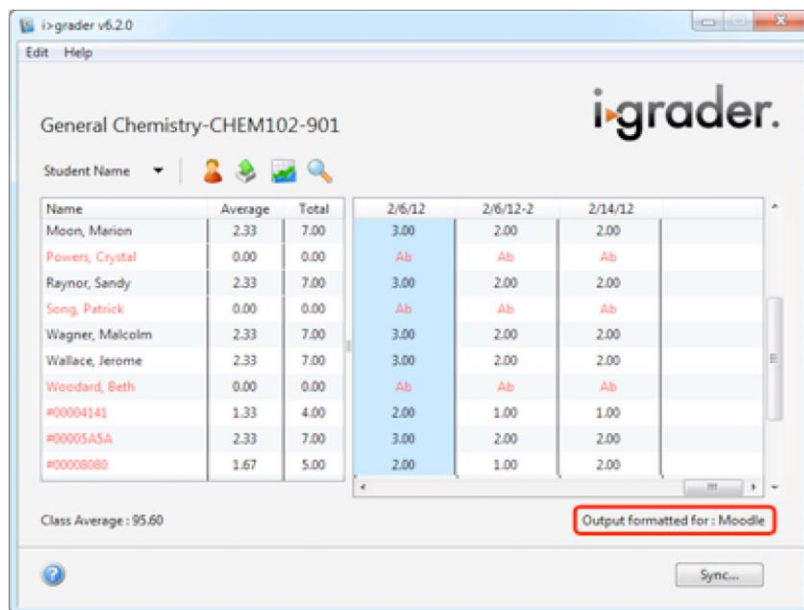 i>grader v6.2.0
Edit Help
General Chemistry-CHEM102-901
i>grader.
Student Name
Name Average Total 2/6/12 2/6/12-2 2/14/12
Moon, Marion 2.33 7.00 3.00 2.00 2.00
Powers, Crystal 0.00 0.00 Ab Ab Ab
Raynor, Sandy 2.33 7.00 3.00 2.00 2.00
Song, Patrick 0.00 0.00 Ab Ab Ab
Wagner, Malcolm 2.33 7.00 3.00 2.00 2.00
Wallace, Jerome 2.33 7.00 3.00 2.00 2.00
Woodard, Beth 0.00 0.00 Ab Ab Ab
#00004141 1.33 4.00 2.00 1.00 1.00
#00005A5A 2.33 7.00 3.00 2.00 2.00
#00008080 1.67 5.00 2.00 1.00 2.00
Class Average : 95.60 Output formatted for : Moodle
Sync...